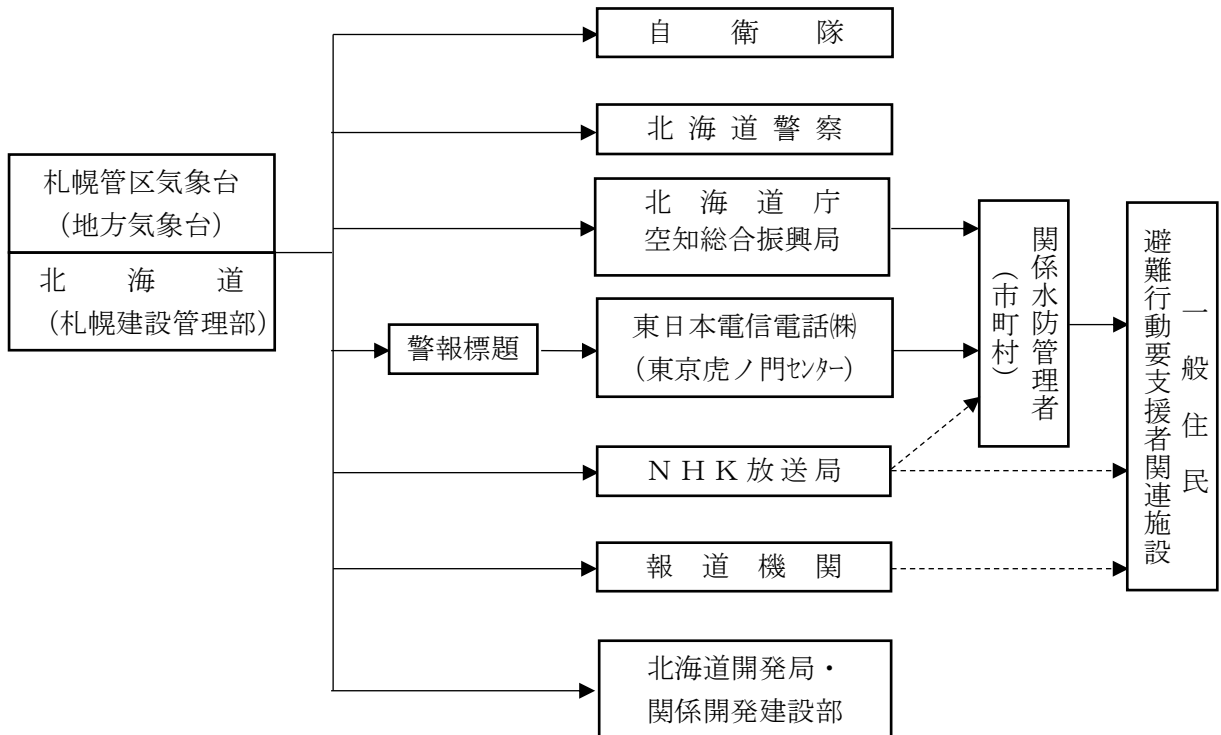 自衛隊
北海道警察
札幌管区気象台
（地方気象台）
北海道
（札幌建設管理部）
北海道庁
空知総合振興局
警報標題
東日本電信電話㈱
（東京虎ノ門ｾﾝﾀｰ）
ＮＨＫ放送局
報道機関
北海道開発局・
関係開発建設部
関係水防管理者
（市町村）
一般住民
避難行動要支援者関連施設